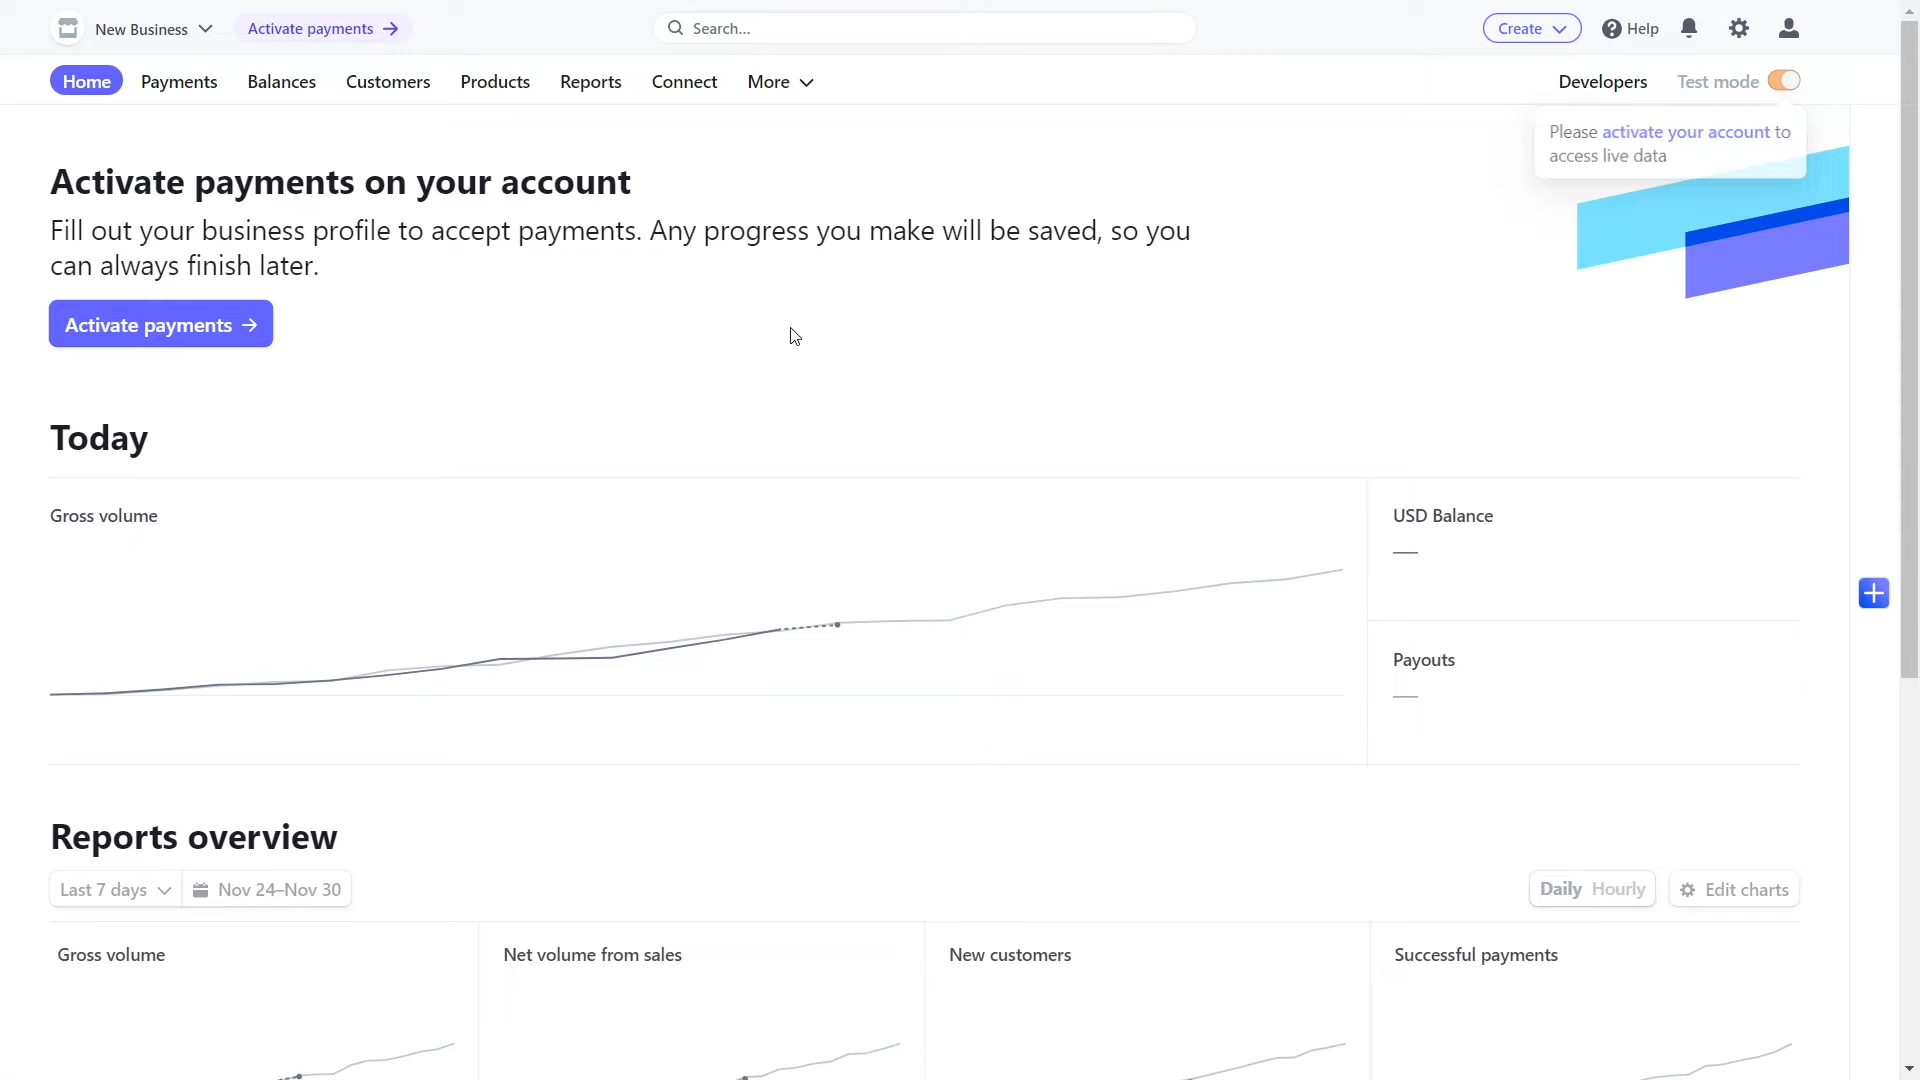 New Business
Activate payments
Search...
Create
Help
Home
Payments
Balances
Customers
Products
Reports
Connect
More
Developers
Test mode
Please activate your account to
access live data
Activate payments on your account
Fill out your business profile to accept payments. Any progress you make will be saved, so you
can always finish later.
Activate payments
Today
Gross volume
USD Balance
—
Payouts
—
Reports overview
Last 7 days
Nov 24–Nov 30
Daily Hourly
Edit charts
Gross volume
Net volume from sales
New customers
Successful payments